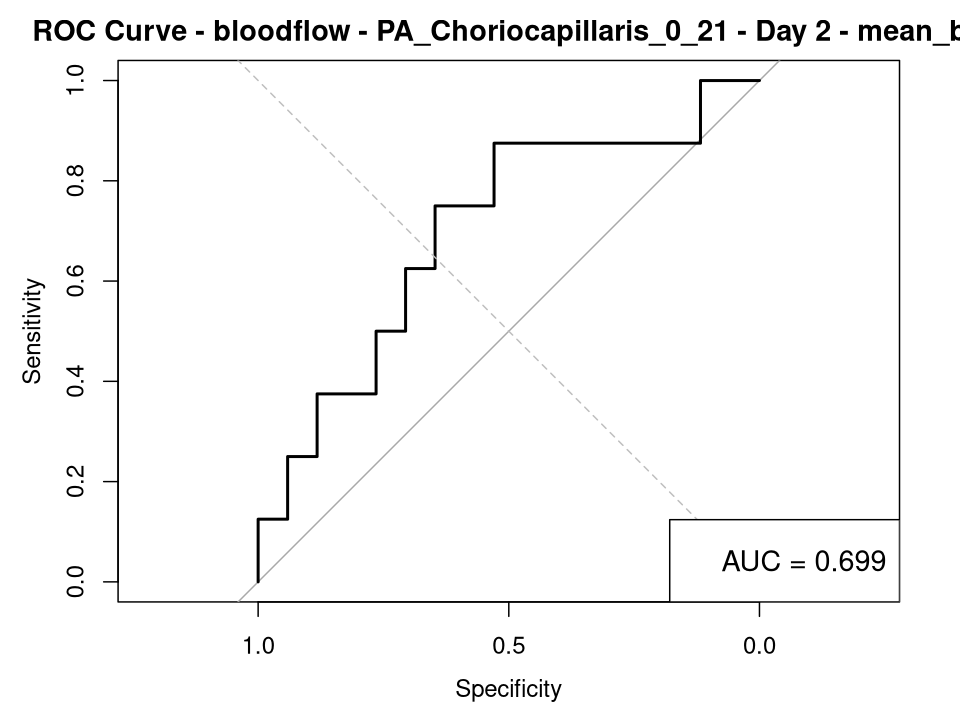 ROC Curve - bloodflow - PA_Choriocapillaris_0_21 - Day 2 - mean_b
1.0
0.8
0.6
0.4
0.2
0.0
Sensitivity
AUC = 0.699
1.0 0.5 0.0
Specificity